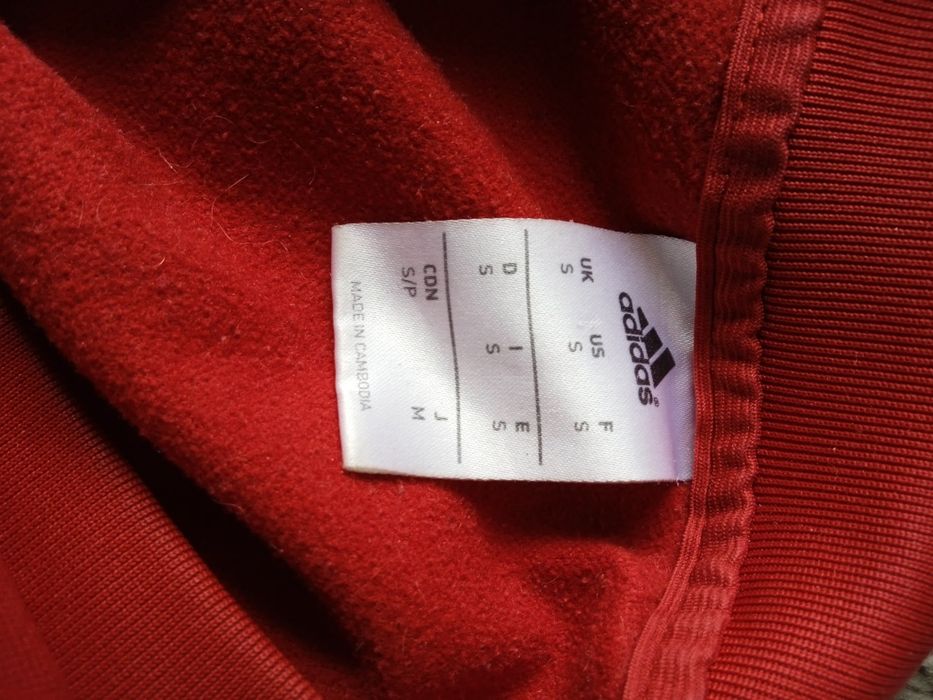 adidas®
UK US F
S S S
D I E
S S S
CDN J
S/P M
MADE IN CAMBODIA